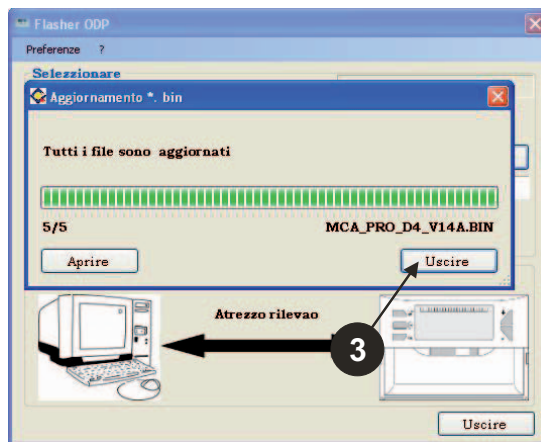 Flasher ODP
Preferenze ?
Selezzionare
Aggiornamento *. bin
Tutti i file sono aggiornati
5/5 MCA_PRO_D4_V14A.BIN
Aprire Uscire
Atrezzo rilevao
3
Uscire